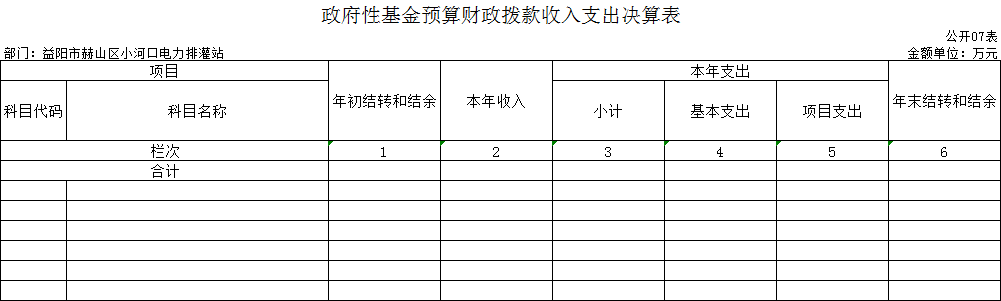 政府性基金预算财政拨款收入支出决算表
公开07表
部门：益阳市赫山区小河口电力排灌站 金额单位：万元
项目 年初结转和结余 本年收入 本年支出 年末结转和结余
科目代码 科目名称 小计 基本支出 项目支出
栏次 1 2 3 4 5 6
合计